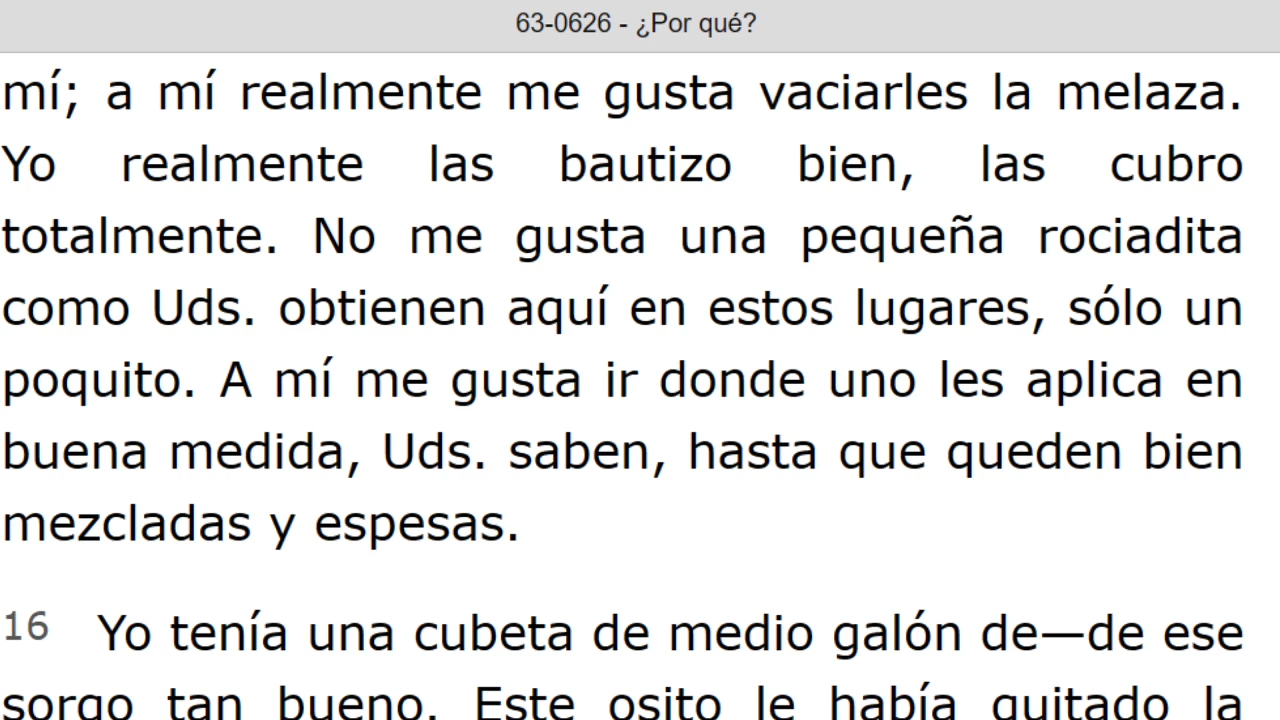 63-0626 - ¿Por qué?
mí; a mí realmente me gusta vaciarles la melaza.
Yo realmente las bautizo bien, las cubro
totalmente. No me gusta una pequeña rociadita
como Uds. obtienen aquí en estos lugares, sólo un
poquito. A mí me gusta ir donde uno les aplica en
buena medida, Uds. saben, hasta que queden bien
mezcladas y espesas.
16 Yo tenía una cubeta de medio galón de—de ese
sorgo tan bueno. Este osito le había quitado la